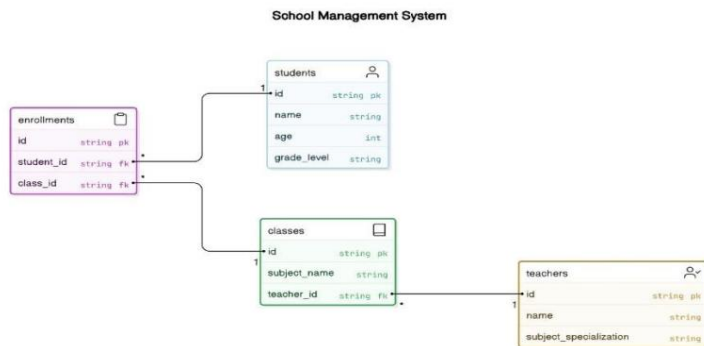 School Management System
students
1
id string pk
name string
age int
grade_level string
enrollments
id string pk
student_id string fk
*
class_id string fk
*
classes
id string pk
1
subject_name string
teacher_id string fk
*
teachers
id string pk
1
name string
subject_specialization string